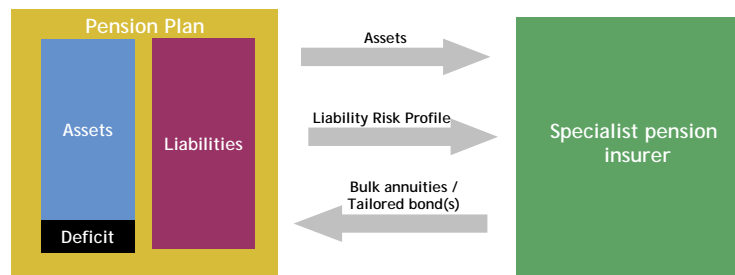 Pension Plan
Assets
Liabilities
Deficit
Assets
Liability Risk Profile
Bulk annuities /
Tailored bond(s)
Specialist pension
insurer